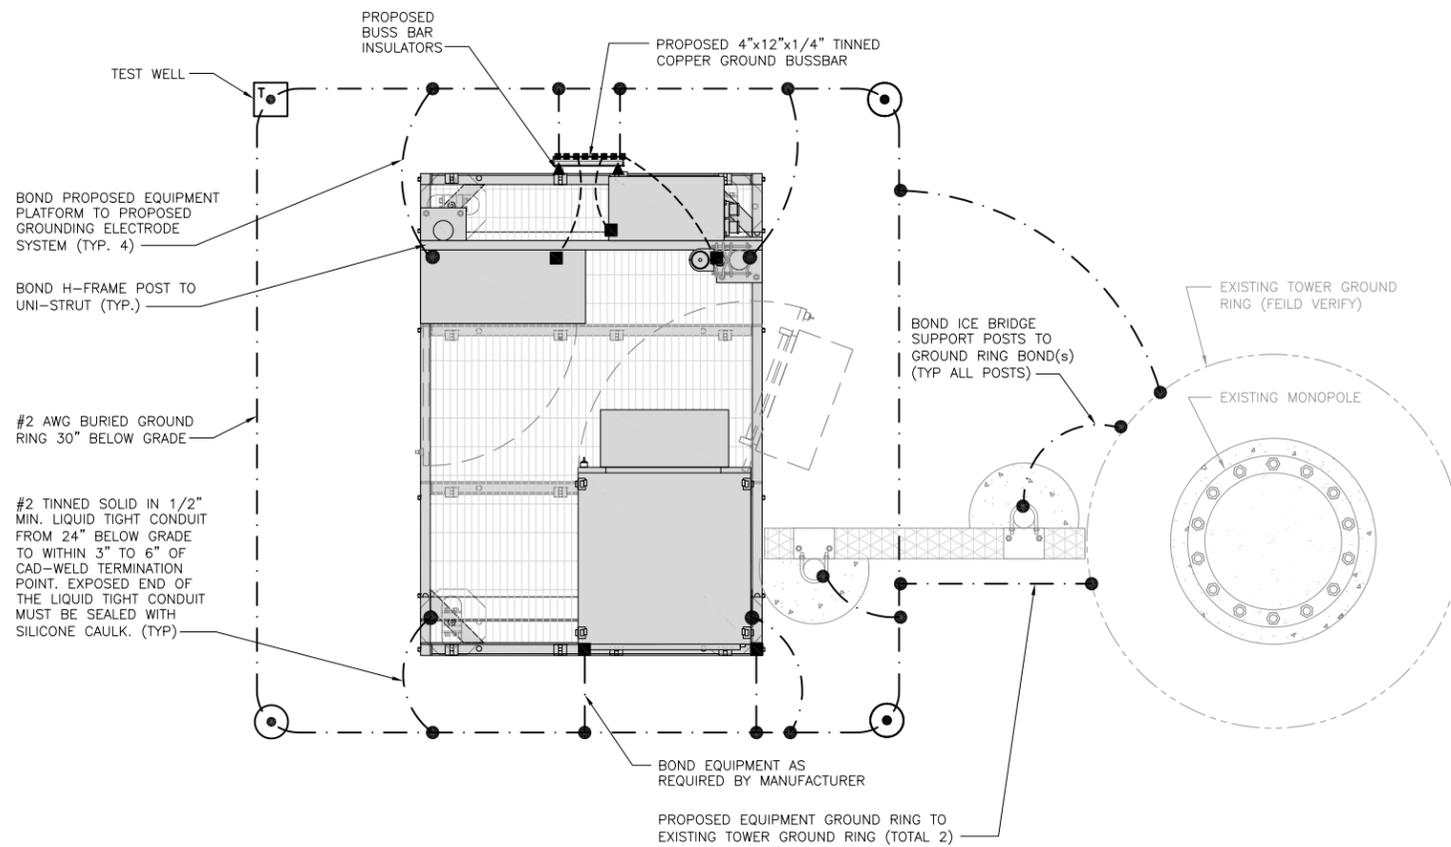 PROPOSED
BUSS BAR
INSULATORS
PROPOSED 4"x12"x1/4" TINNED
COPPER GROUND BUSSBAR
TEST WELL
T
BOND PROPOSED EQUIPMENT
PLATFORM TO PROPOSED
GROUNDING ELECTRODE
SYSTEM (TYP. 4)
BOND H-FRAME POST TO
UNI-STRUT (TYP.)
EXISTING TOWER GROUND
RING (FEILD VERIFY)
BOND ICE BRIDGE
SUPPORT POSTS TO
GROUND RING BOND(s)
(TYP ALL POSTS)
EXISTING MONOPOLE
#2 AWG BURIED GROUND
RING 30" BELOW GRADE
#2 TINNED SOLID IN 1/2"
MIN. LIQUID TIGHT CONDUIT
FROM 24" BELOW GRADE
TO WITHIN 3" TO 6" OF
CAD-WELD TERMINATION
POINT. EXPOSED END OF
THE LIQUID TIGHT CONDUIT
MUST BE SEALED WITH
SILICONE CAULK. (TYP)
BOND EQUIPMENT AS
REQUIRED BY MANUFACTURER
PROPOSED EQUIPMENT GROUND RING TO
EXISTING TOWER GROUND RING (TOTAL 2)